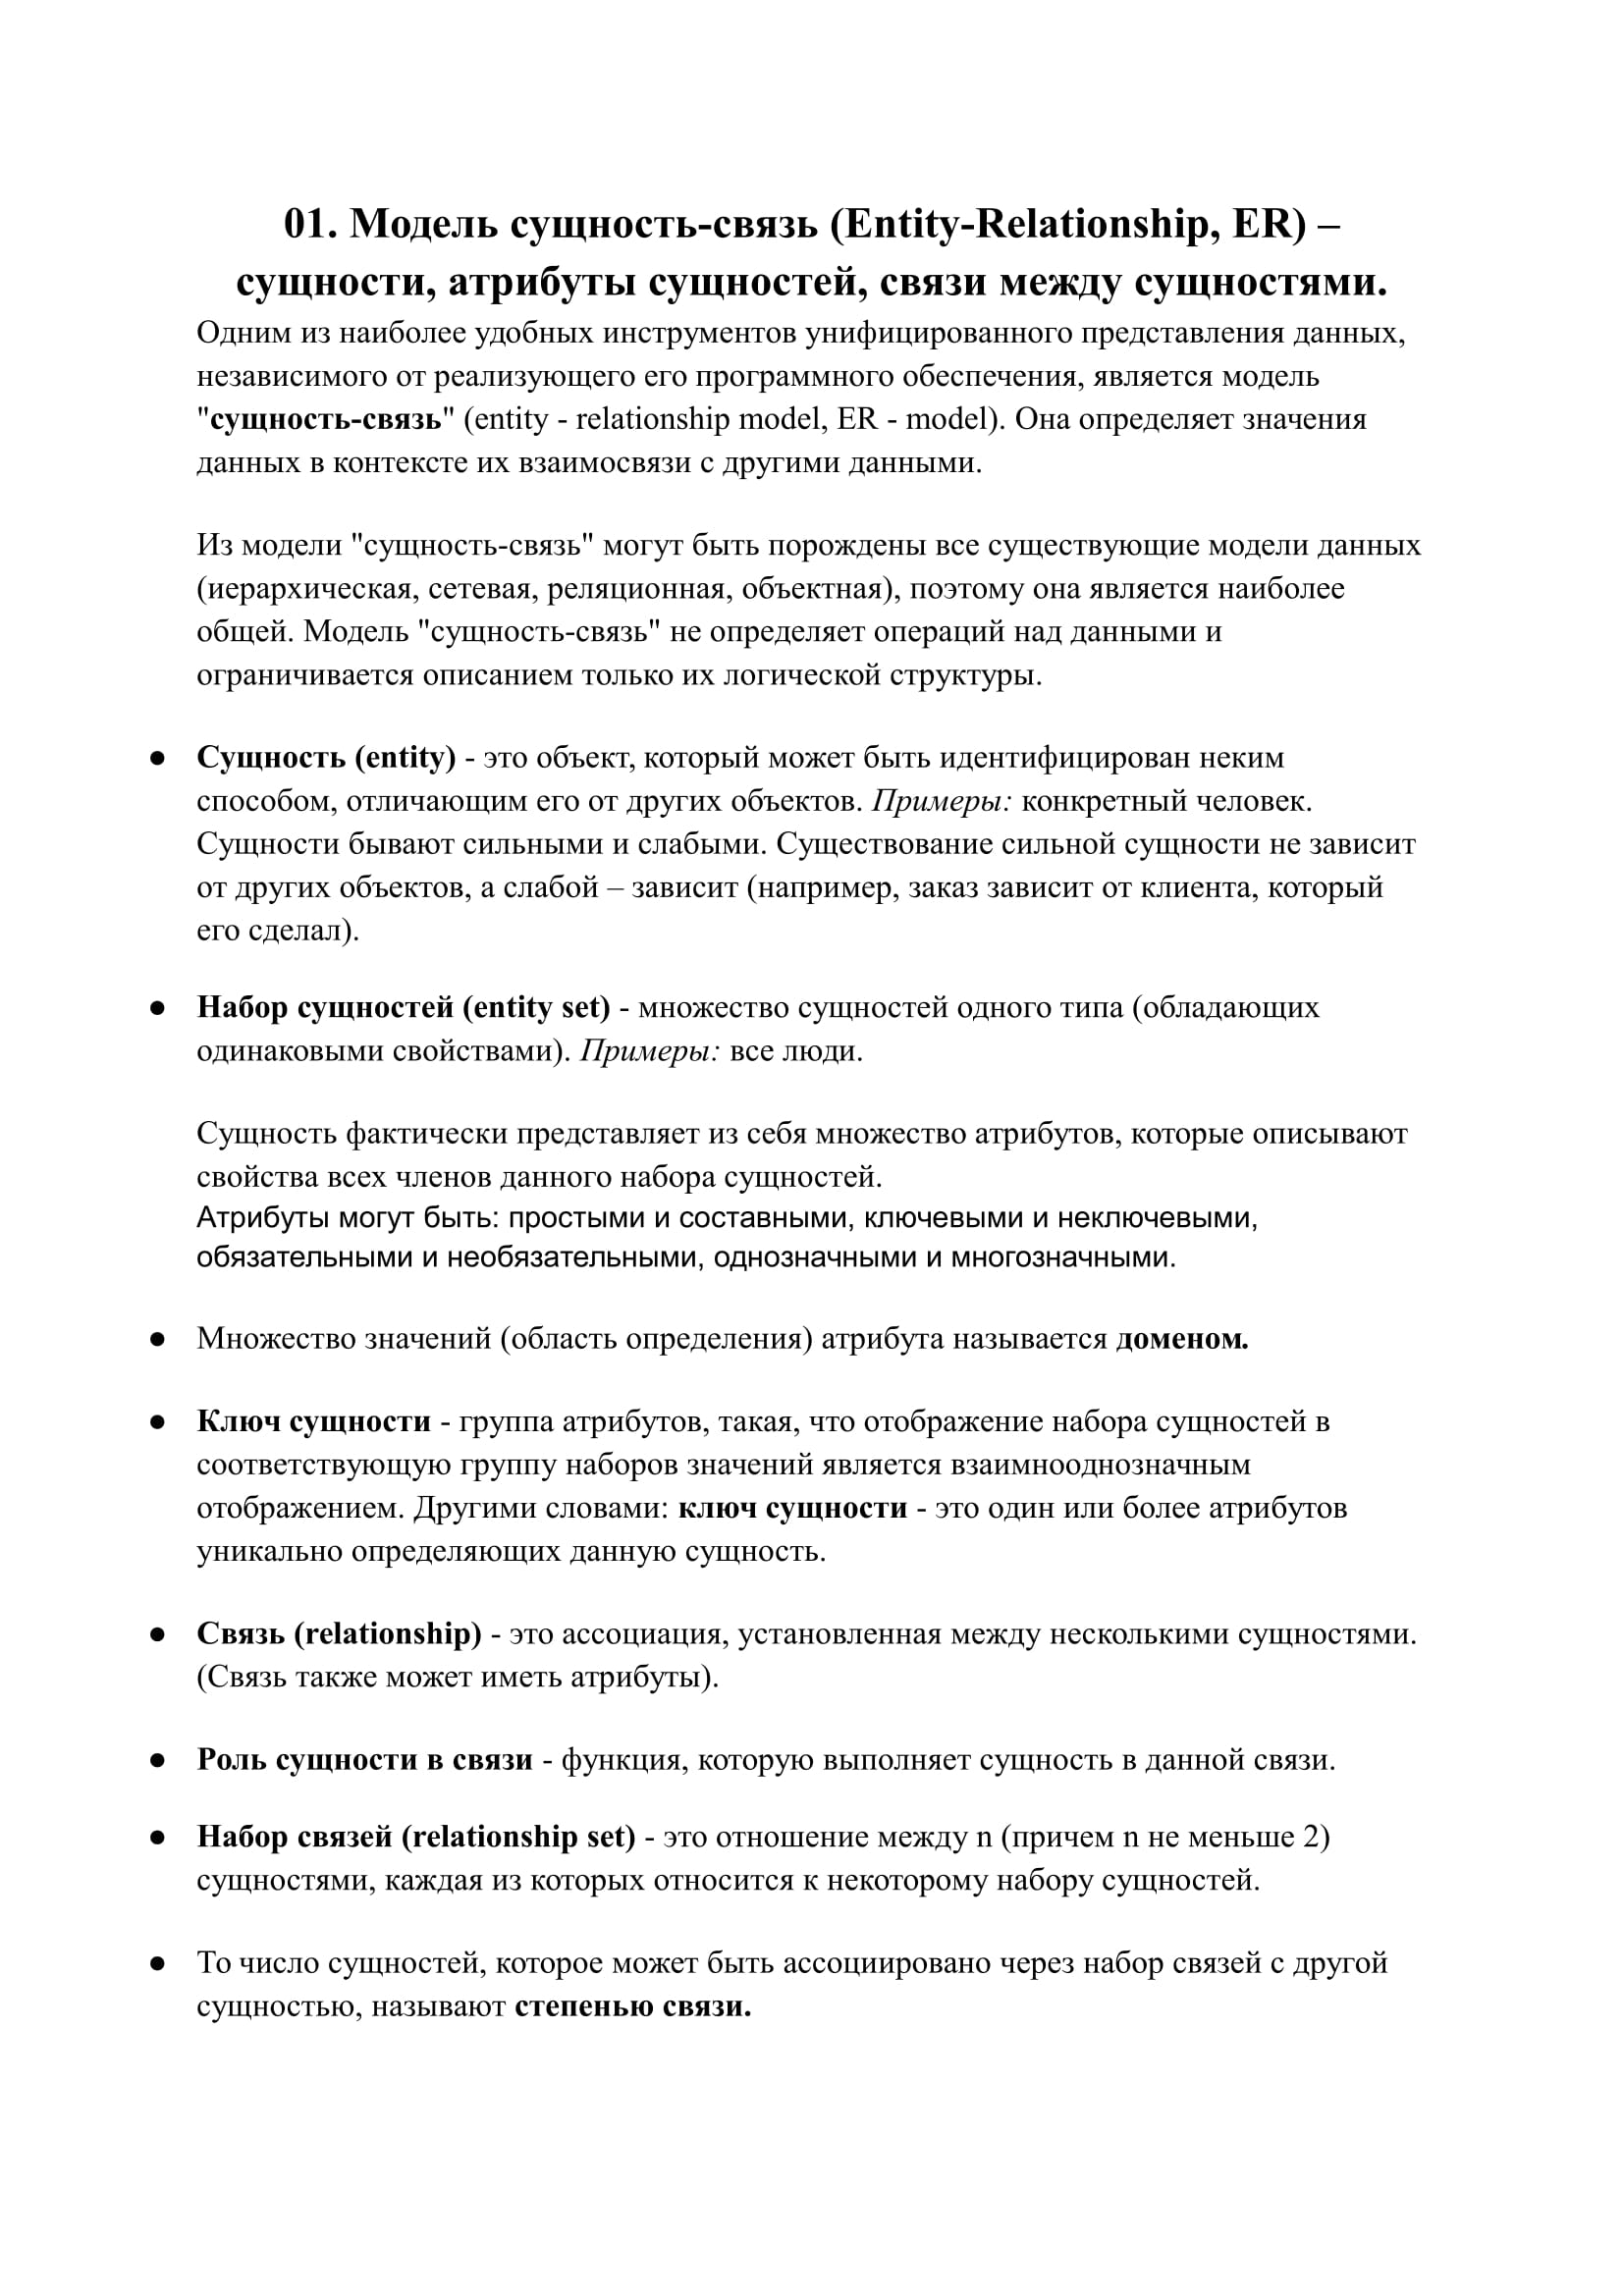 01. Модель сущность-связь (Entity-Relationship, ER) –
сущности, атрибуты сущностей, связи между сущностями.
Одним из наиболее удобных инструментов унифицированного представления данных,
независимого от реализующего его программного обеспечения, является модель
"сущность-связь" (entity - relationship model, ER - model). Она определяет значения
данных в контексте их взаимосвязи с другими данными.
Из модели "сущность-связь" могут быть порождены все существующие модели данных
(иерархическая, сетевая, реляционная, объектная), поэтому она является наиболее
общей. Модель "сущность-связь" не определяет операций над данными и
ограничивается описанием только их логической структуры.
● Сущность (entity) - это объект, который может быть идентифицирован неким
способом, отличающим его от других объектов. Примеры: конкретный человек.
Сущности бывают сильными и слабыми. Существование сильной сущности не зависит
от других объектов, а слабой – зависит (например, заказ зависит от клиента, который
его сделал).
● Набор сущностей (entity set) - множество сущностей одного типа (обладающих
одинаковыми свойствами). Примеры: все люди.
Сущность фактически представляет из себя множество атрибутов, которые описывают
свойства всех членов данного набора сущностей.
Атрибуты могут быть: простыми и составными, ключевыми и неключевыми,
обязательными и необязательными, однозначными и многозначными.
● Множество значений (область определения) атрибута называется доменом.
● Ключ сущности - группа атрибутов, такая, что отображение набора сущностей в
соответствующую группу наборов значений является взаимнооднозначным
отображением. Другими словами: ключ сущности - это один или более атрибутов
уникально определяющих данную сущность.
● Связь (relationship) - это ассоциация, установленная между несколькими сущностями.
(Связь также может иметь атрибуты).
● Роль сущности в связи - функция, которую выполняет сущность в данной связи.
● Набор связей (relationship set) - это отношение между n (причем n не меньше 2)
сущностями, каждая из которых относится к некоторому набору сущностей.
● То число сущностей, которое может быть ассоциировано через набор связей с другой
сущностью, называют степенью связи.